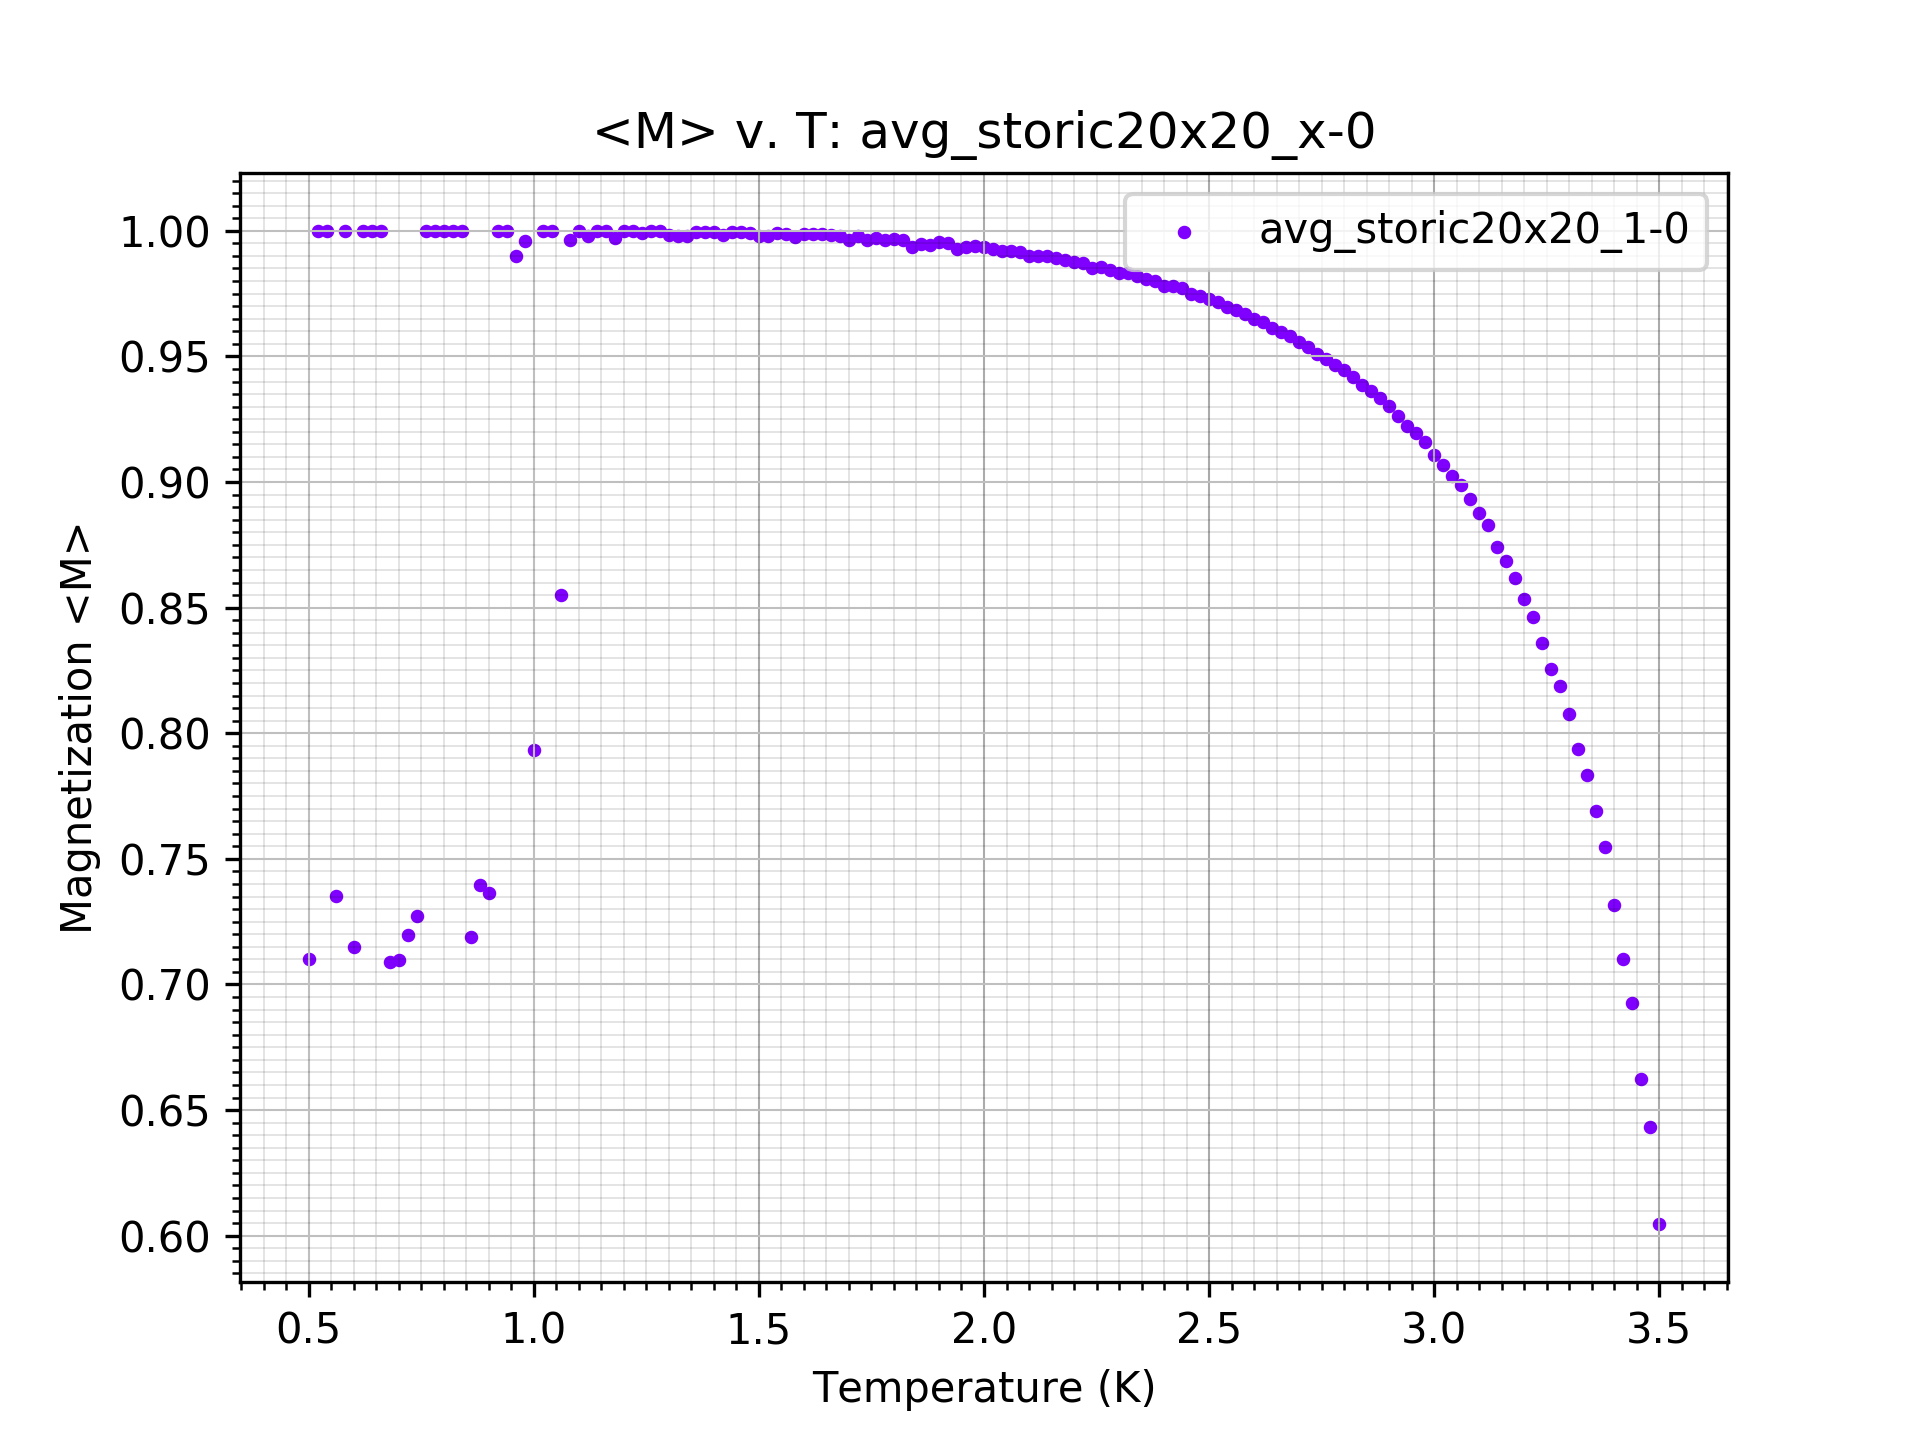 <M> v. T: avg_storic20x20_x-0
avg_storic20x20_1-0
Magnetization <M>
1.00
0.95
0.90
0.85
0.80
0.75
0.70
0.65
0.60
0.5 1.0 1.5 2.0 2.5 3.0 3.5
Temperature (K)